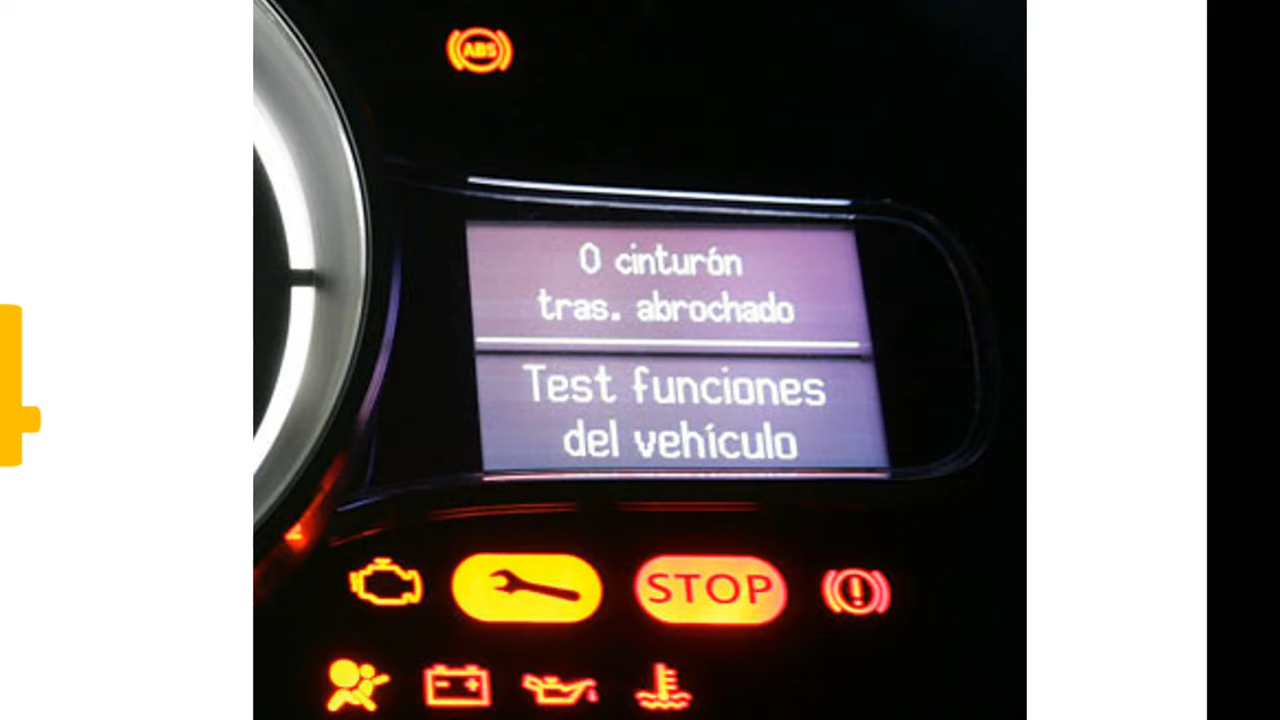 ABS
0 cinturón
tras. abrochado
Test funciones
del vehículo
STOP